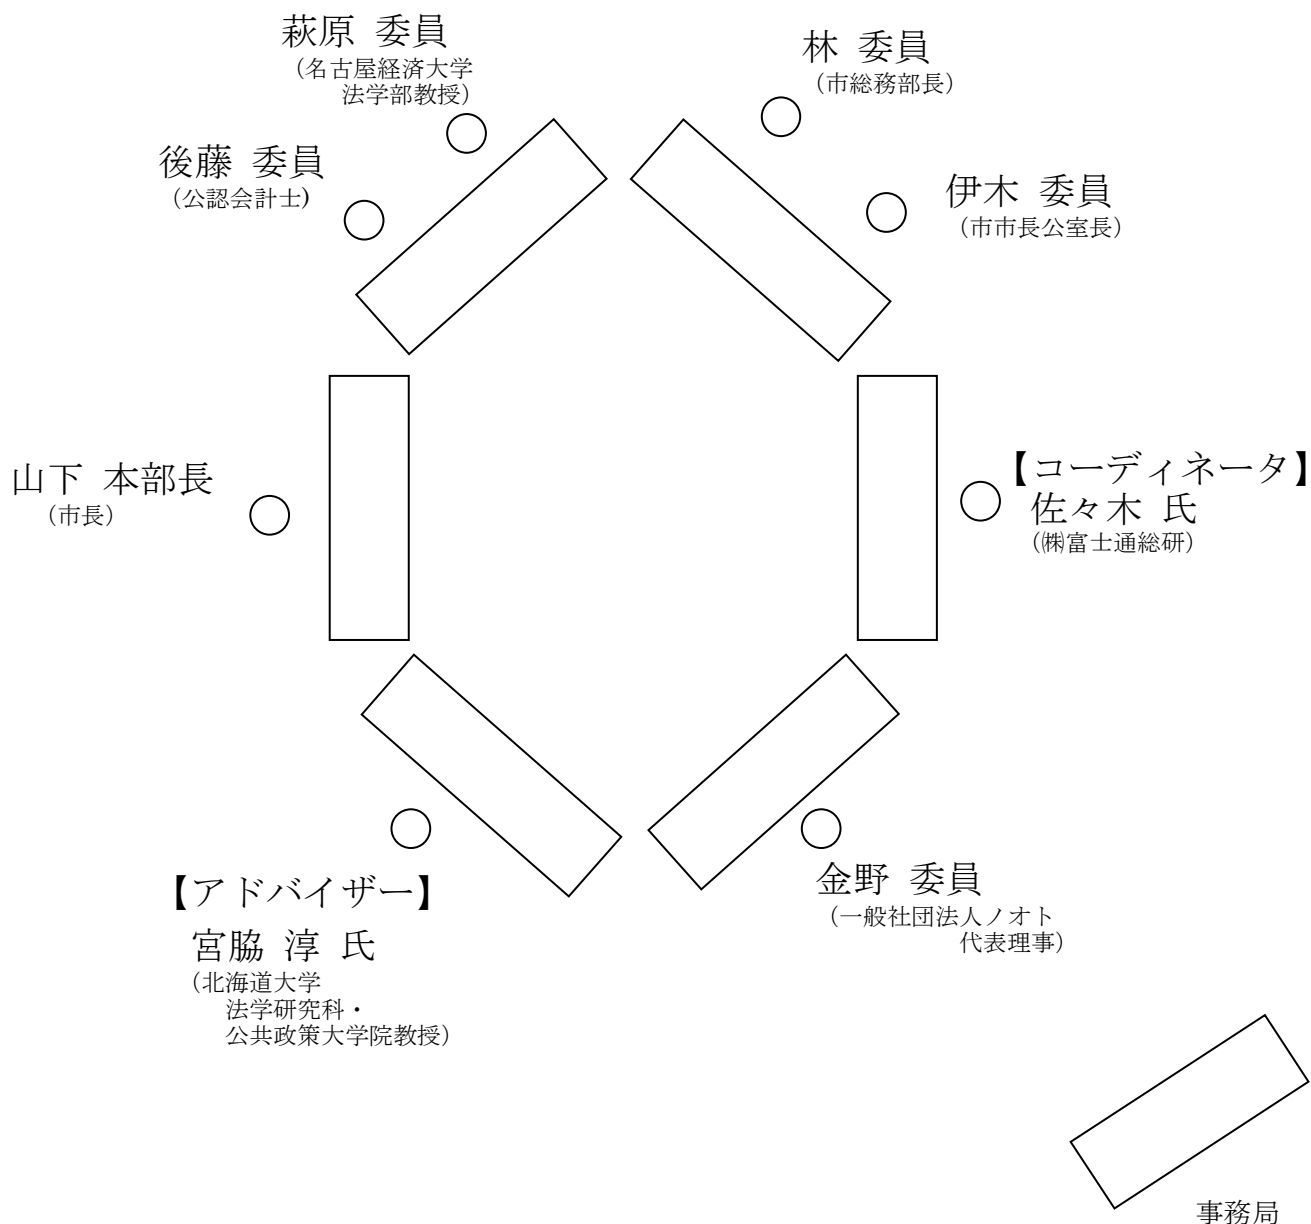 萩原 委員
（名古屋経済大学
法学部教授）
林 委員
（市総務部長）
後藤 委員
（公認会計士）
伊木 委員
（市市長公室長）
山下 本部長
（市長）
【コーディネータ】
佐々木 氏
（㈱富士通総研）
【アドバイザー】
宮脇 淳 氏
（北海道大学
法学研究科・
公共政策大学院教授）
金野 委員
（一般社団法人ノオト
代表理事）
事務局